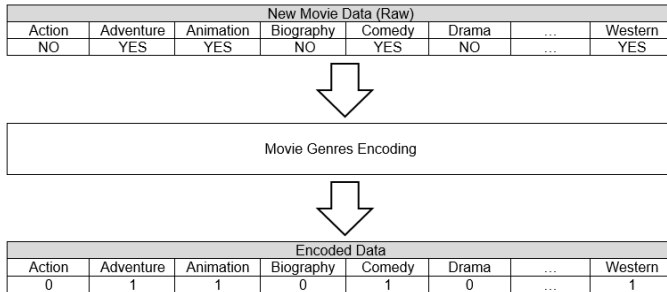 New Movie Data (Raw)
Action Adventure Animation Biography Comedy Drama ... Western
NO YES YES NO YES NO ... YES
Movie Genres Encoding
Encoded Data
Action Adventure Animation Biography Comedy Drama ... Western
0 1 1 0 1 0 ... 1